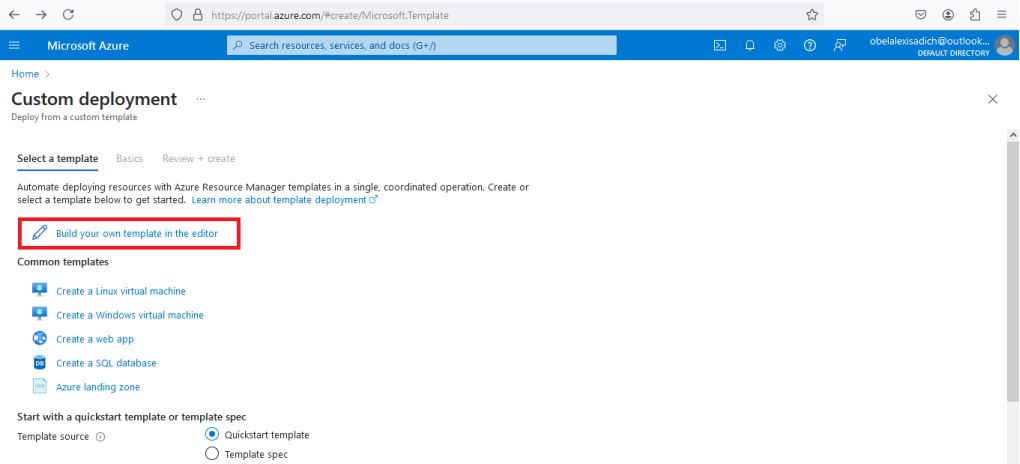 https://portal.azure.com/#create/Microsoft.Template
Microsoft Azure
Search resources, services, and docs (G+/)
obelalexisadich@outlook...
DEFAULT DIRECTORY
Home >
Custom deployment ...
Deploy from a custom template
Select a template Basics Review + create
Automate deploying resources with Azure Resource Manager templates in a single, coordinated operation. Create or
select a template below to get started. Learn more about template deployment
Build your own template in the editor
Common templates
Create a Linux virtual machine
Create a Windows virtual machine
Create a web app
DB Create a SQL database
Azure landing zone
Start with a quickstart template or template spec
Template source
Quickstart template
Template spec